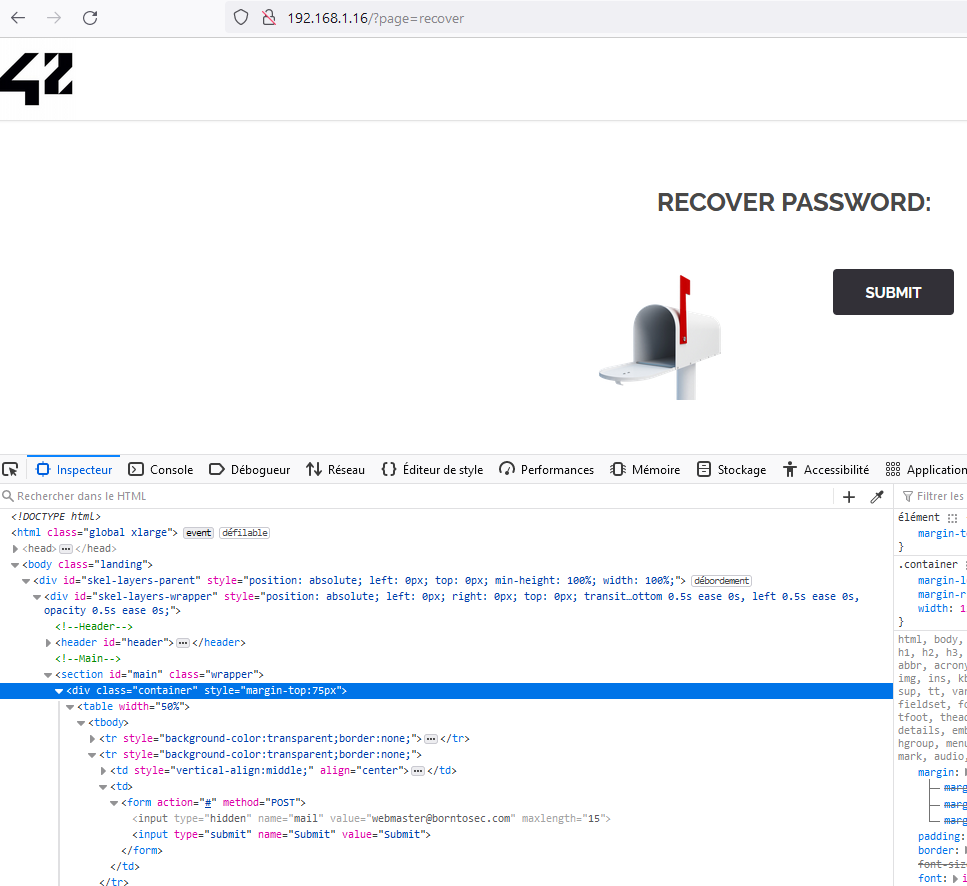 192.168.1.16/?page=recover
42
RECOVER PASSWORD:
SUBMIT
Inspecteur Console Débogueur Réseau Éditeur de style Performances Mémoire Stockage Accessibilité Application
Rechercher dans le HTML
Filtrer les
<!DOCTYPE html>
<html class="global xlarge"> event défilable
<head> ••• </head>
<body class="landing">
<div id="skel-layers-parent" style="position: absolute; left: 0px; top: 0px; min-height: 100%; width: 100%;"> débordement
<div id="skel-layers-wrapper" style="position: absolute; left: 0px; right: 0px; top: 0px; transit…ottom 0.5s ease 0s, left 0.5s ease 0s,
opacity 0.5s ease 0s;">
<!--Header-->
<header id="header"> ••• </header>
<!--Main-->
<section id="main" class="wrapper">
<div class="container" style="margin-top:75px">
<table width="50%">
<tbody>
<tr style="background-color:transparent;border:none;"> ••• </tr>
<tr style="background-color:transparent;border:none;">
<td style="vertical-align:middle;" align="center"> ••• </td>
<td>
<form action="#" method="POST">
<input type="hidden" name="mail" value="webmaster@borntosec.com" maxlength="15">
<input type="submit" name="Submit" value="Submit">
</form>
</td>
</tr>
élément
margin-t
}
.container
margin-l
margin-r
width: 1
}
html, body,
h1, h2, h3,
abbr, acrony
img, ins, kb
sup, tt, var
fieldset, fo
tfoot, thead
details, emb
hgroup, menu
mark, audio,
margin:
marg
marg
marg
padding:
border:
font-siz
font: i